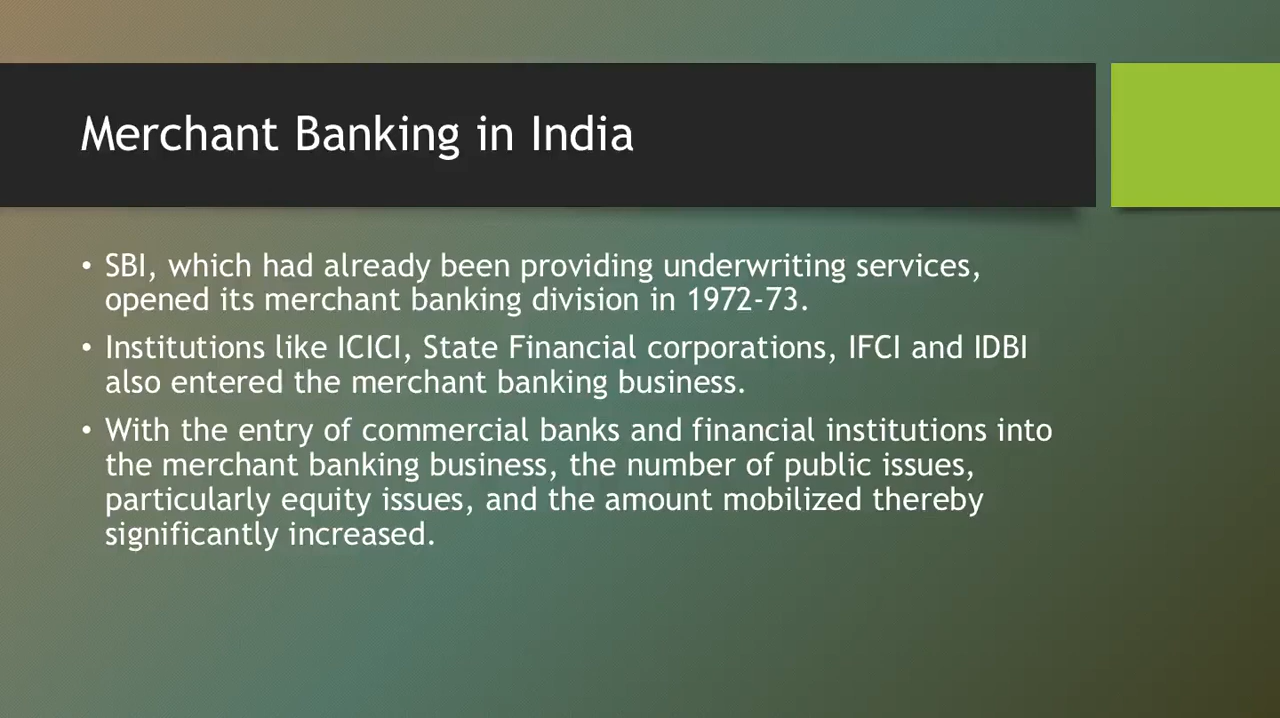 Merchant Banking in India
• SBI, which had already been providing underwriting services,
opened its merchant banking division in 1972-73.
• Institutions like ICICI, State Financial corporations, IFCI and IDBI
also entered the merchant banking business.
• With the entry of commercial banks and financial institutions into
the merchant banking business, the number of public issues,
particularly equity issues, and the amount mobilized thereby
significantly increased.